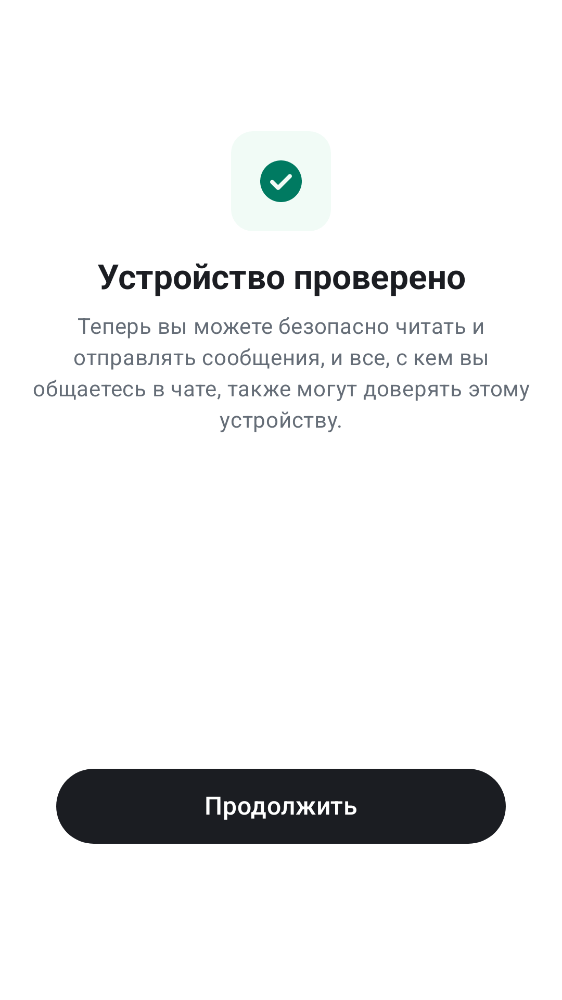 Устройство проверено
Теперь вы можете безопасно читать и
отправлять сообщения, и все, с кем вы
общаетесь в чате, также могут доверять этому
устройству.
Продолжить